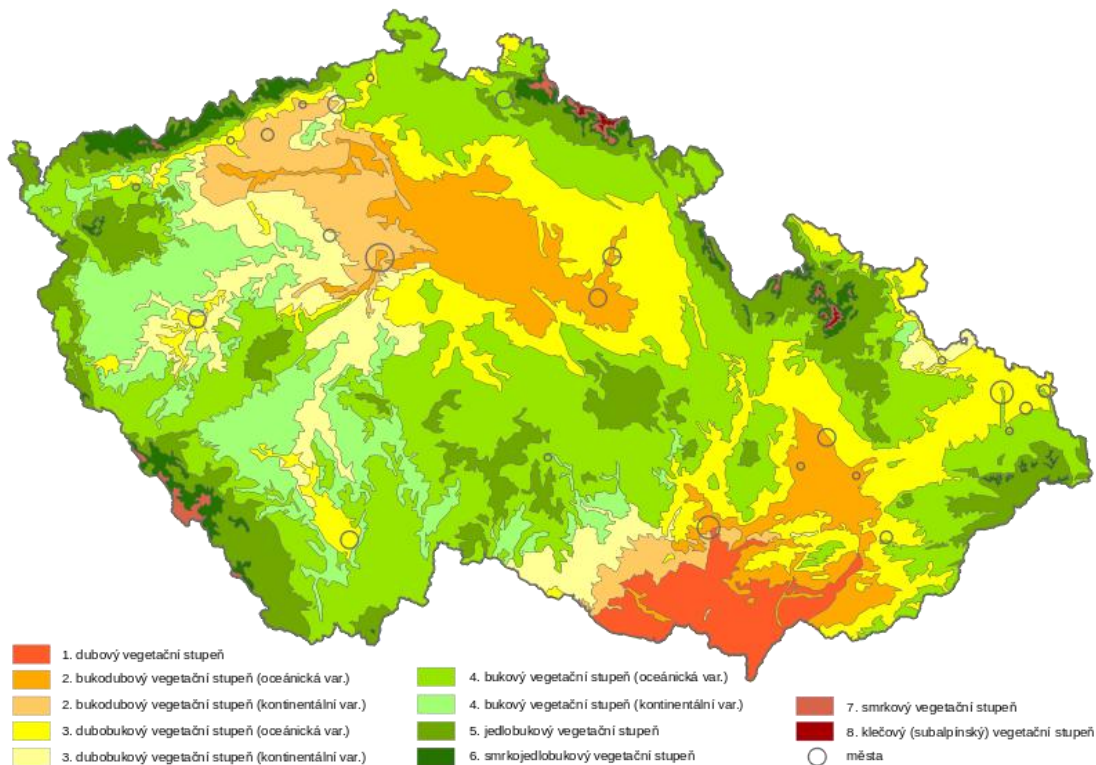 1. dubový vegetační stupeň
2. bukodubový vegetační stupeň (oceánická var.)
2. bukodubový vegetační stupeň (kontinentální var.)
3. dubobukový vegetační stupeň (oceánická var.)
3. dubobukový vegetační stupeň (kontinentální var.)
4. bukový vegetační stupeň (oceánická var.)
4. bukový vegetační stupeň (kontinentální var.)
5. jedlobukový vegetační stupeň
6. smrkojedlobukový vegetační stupeň
7. smrkový vegetační stupeň
8. klečový (subalpínský) vegetační stupeň
města